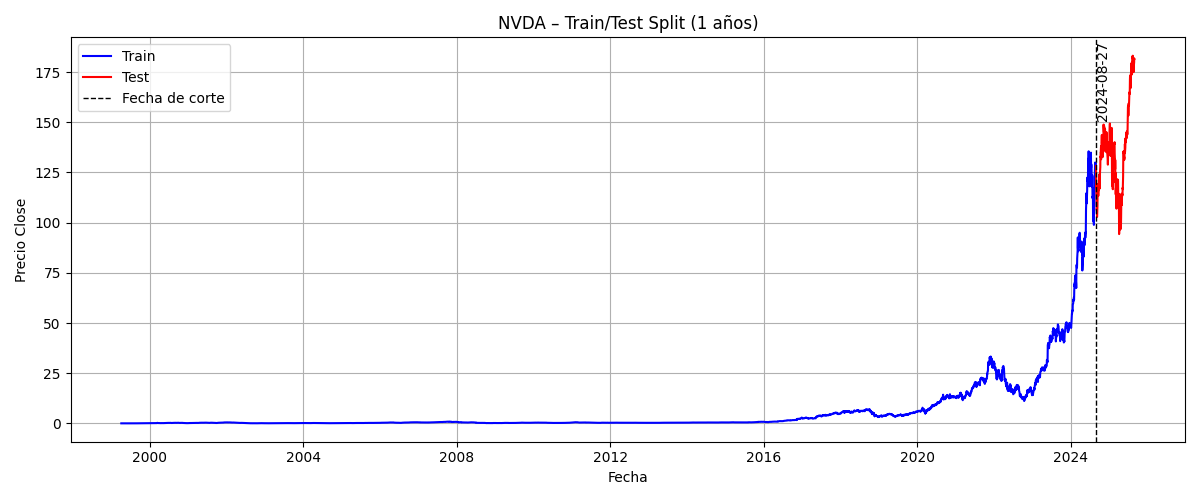 NVDA – Train/Test Split (1 años)
Train
Test
Fecha de corte
2024-08-27
Precio Close
175
150
125
100
75
50
25
0
2000
2004
2008
2012
2016
2020
2024
Fecha